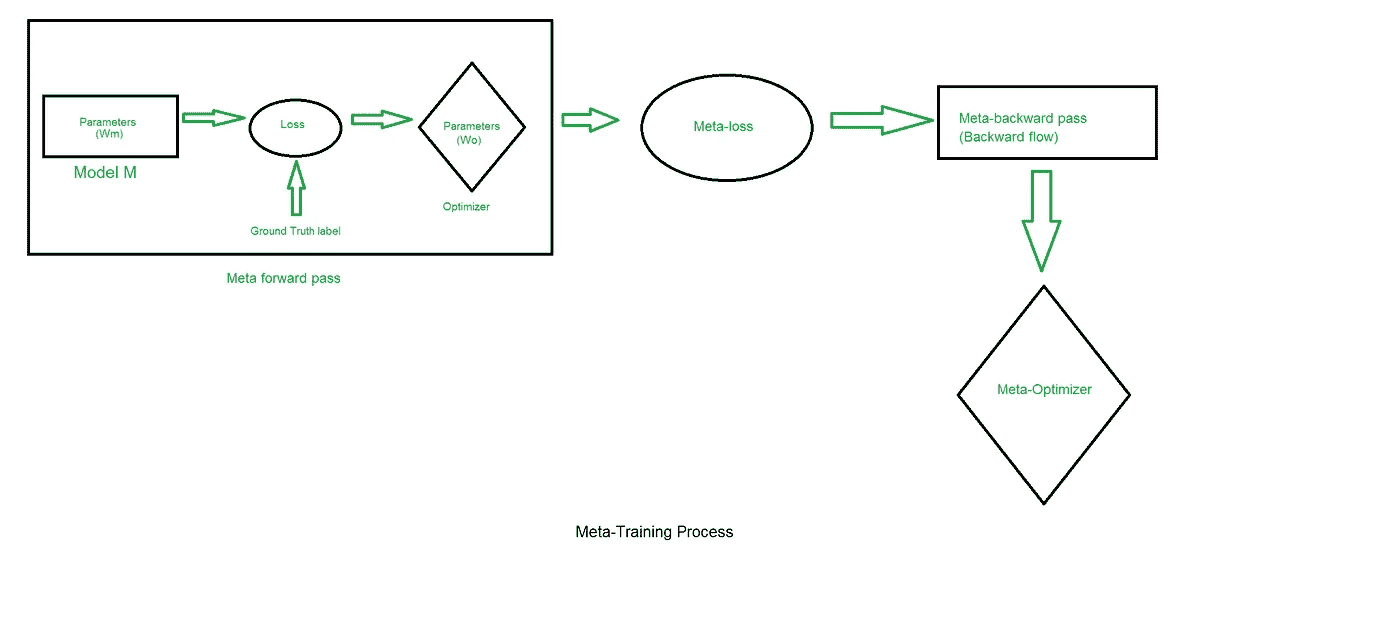 Parameters
(Wm)
Model M
Loss
Ground Truth label
Parameters
(Wo)
Optimizer
Meta forward pass
Meta-loss
Meta-backward pass
(Backward flow)
Meta-Optimizer
Meta-Training Process